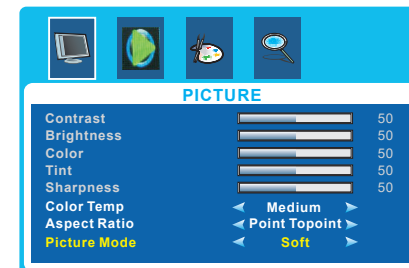 PICTURE
Contrast 50
Brightness 50
Color 50
Tint 50
Sharpness 50
Color Temp Medium
Aspect Ratio Point Topoint
Picture Mode Soft